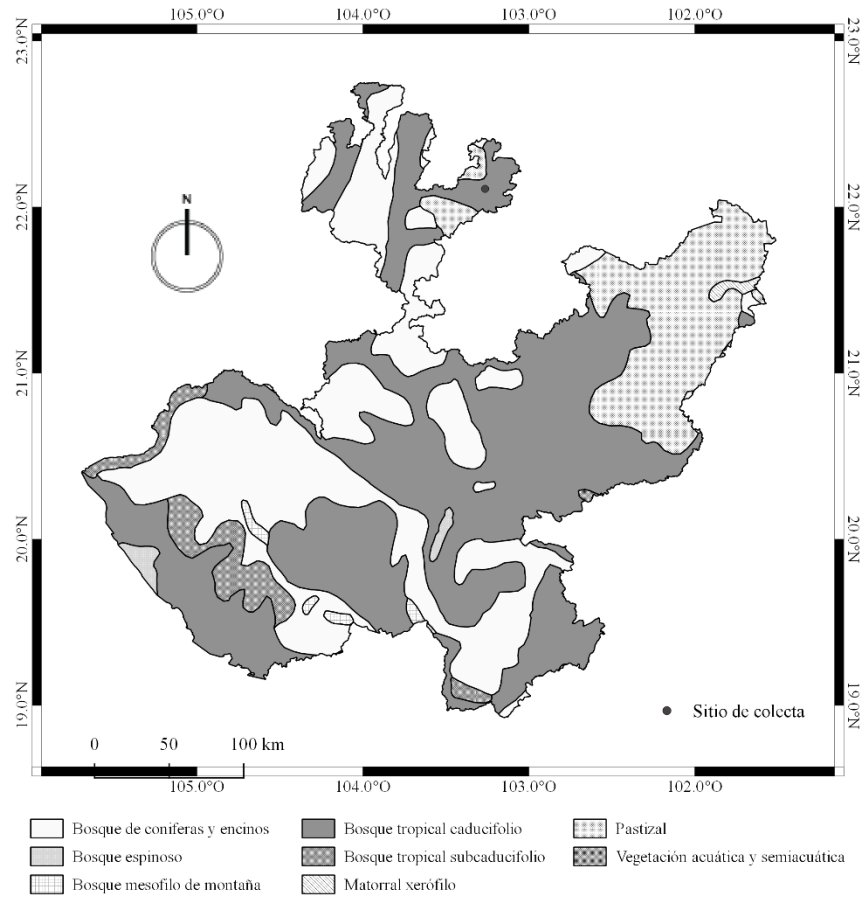 105.0°O 104.0°O 103.0°O 102.0°O
23.0°N 23.0°N
N
22.0°N 22.0°N
21.0°N 21.0°N
20.0°N 20.0°N
19.0°N 19.0°N
Sitio de colecta
0 50 100 km
105.0°O 104.0°O 103.0°O 102.0°O
Bosque de coniferas y encinos Bosque tropical caducifolio Pastizal
Bosque espinoso Bosque tropical subcaducifolio Vegetación acuática y semiacuática
Bosque mesofilo de montaña Matorral xerófilo